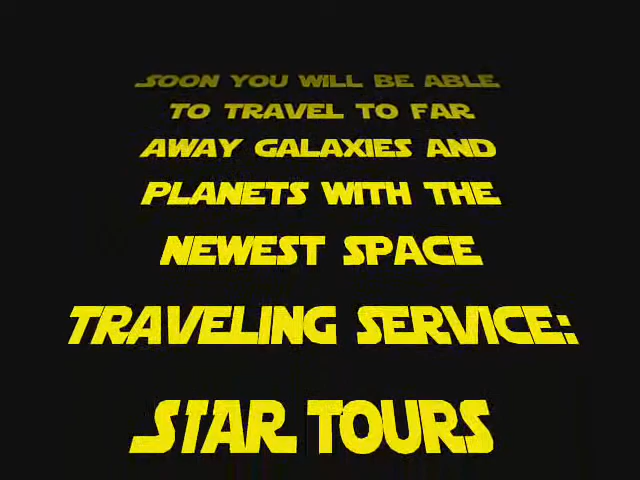 SOON YOU WILL BE ABLE
TO TRAVEL TO FAR
AWAY GALAXIES AND
PLANETS WITH THE
NEWEST SPACE
TRAVELING SERVICE:
STAR TOURS